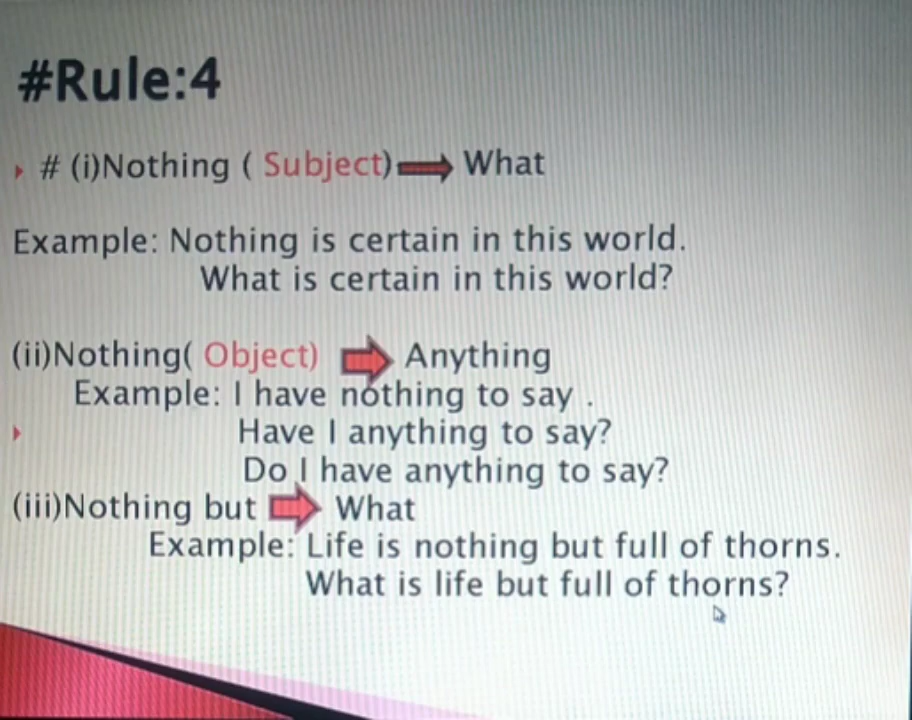 #Rule:4
# (i)Nothing ( Subject) What
Example: Nothing is certain in this world.
What is certain in this world?
(ii)Nothing( Object) Anything
Example: I have nothing to say .
Have I anything to say?
Do I have anything to say?
(iii)Nothing but What
Example: Life is nothing but full of thorns.
What is life but full of thorns?